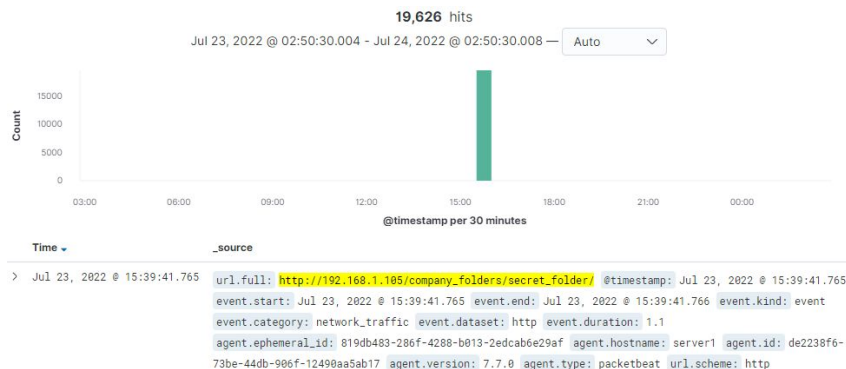 19,626 hits
Jul 23, 2022 @ 02:50:30.004 - Jul 24, 2022 @ 02:50:30.008 — Auto
Count
15000
10000
5000
0
03:00 06:00 09:00 12:00 15:00 18:00 21:00 00:00
@timestamp per 30 minutes
Time _source
> Jul 23, 2022 @ 15:39:41.765 url.full: http://192.168.1.105/company_folders/secret_folder/ @timestamp: Jul 23, 2022 @ 15:39:41.765
event.start: Jul 23, 2022 @ 15:39:41.765 event.end: Jul 23, 2022 @ 15:39:41.766 event.kind: event
event.category: network_traffic event.dataset: http event.duration: 1.1
agent.ephemeral_id: 819db483-286f-4288-b013-2edcab6e29af agent.hostname: server1 agent.id: de2238f6-
73be-44db-906f-12490aa5ab17 agent.version: 7.7.0 agent.type: packetbeat url.scheme: http